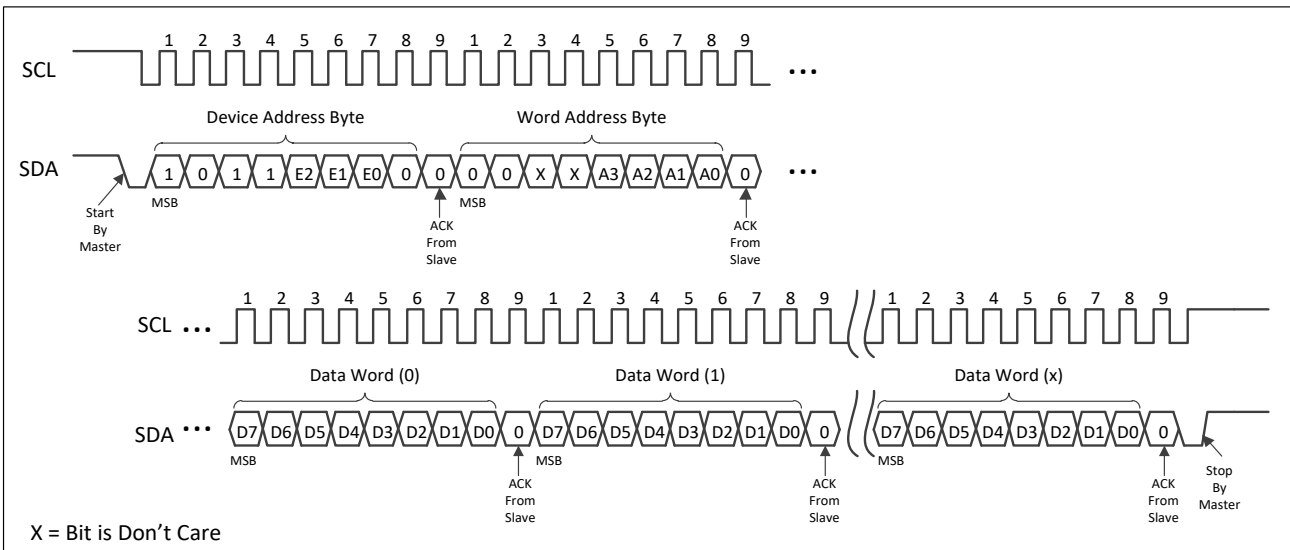 1 2 3 4 5 6 7 8 9 1 2 3 4 5 6 7 8 9
SCL
...
Device Address Byte Word Address Byte
SDA
1 0 1 1 E2 E1 E0 0 0 0 0 X X A3 A2 A1 A0 0
...
MSB MSB
Start
By
Master
ACK
From
Slave
ACK
From
Slave
1 2 3 4 5 6 7 8 9 1 2 3 4 5 6 7 8 9 1 2 3 4 5 6 7 8 9
SCL ...
Data Word (0) Data Word (1) Data Word (x)
SDA ...
D7 D6 D5 D4 D3 D2 D1 D0 0 D7 D6 D5 D4 D3 D2 D1 D0 0 D7 D6 D5 D4 D3 D2 D1 D0 0
MSB MSB MSB
ACK
From
Slave
ACK
From
Slave
ACK
From
Slave
Stop
By
Master
X = Bit is Don't Care